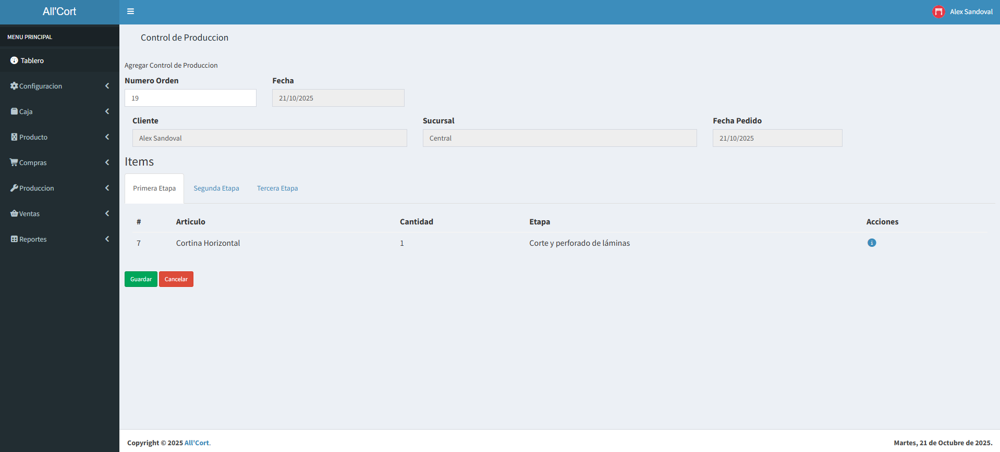 All'Cort
Alex Sandoval
MENU PRINCIPAL
Tablero
Configuracion
Caja
Producto
Compras
Produccion
Ventas
Reportes
Control de Produccion
Agregar Control de Produccion
Numero Orden Fecha
19 21/10/2025
Cliente Sucursal Fecha Pedido
Alex Sandoval Central 21/10/2025
Items
Primera Etapa Segunda Etapa Tercera Etapa
# Articulo Cantidad Etapa Acciones
7 Cortina Horizontal 1 Corte y perforado de láminas
Guardar Cancelar
Copyright © 2025 All'Cort. Martes, 21 de Octubre de 2025.